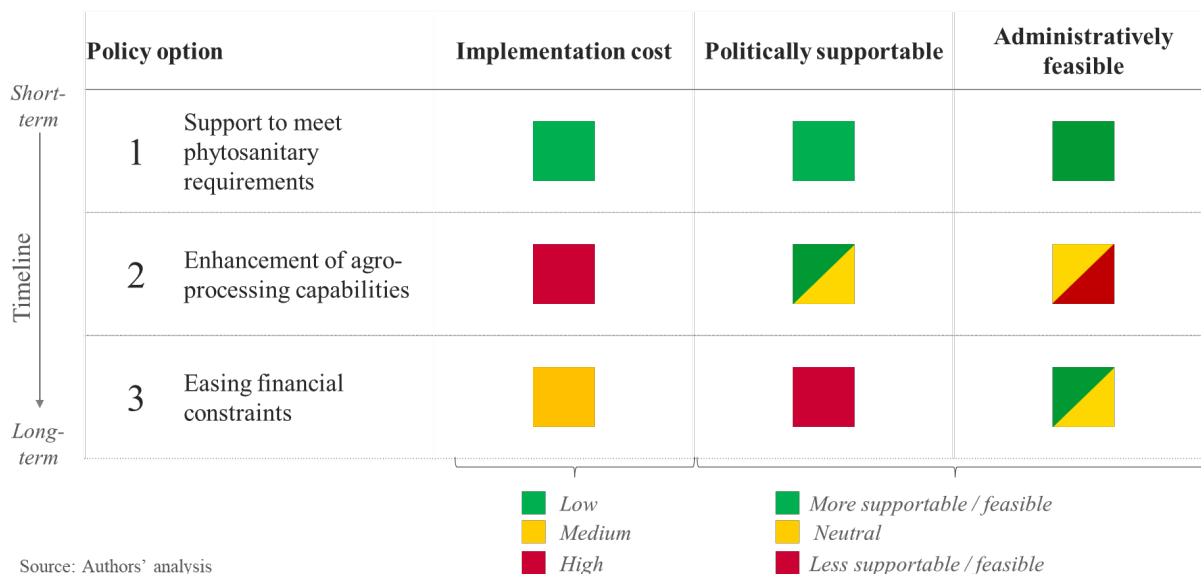 Policy option
Implementation cost
Politically supportable
Administratively
feasible
Short-
term
Timeline
Long-
term
1
Support to meet
phytosanitary
requirements
2
Enhancement of agro-
processing capabilities
3
Easing financial
constraints
Low
Medium
High
More supportable / feasible
Neutral
Less supportable / feasible
Source: Authors’ analysis